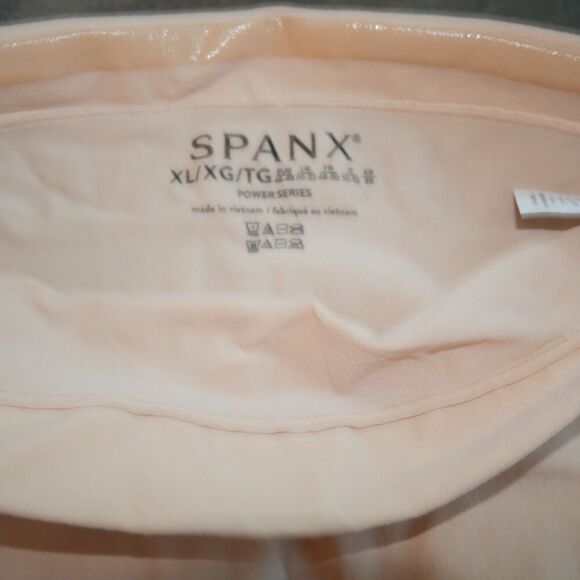 SPANX®
XL/XG/TG
POWER SERIES
made in vietnam / fabriqué au vietnam